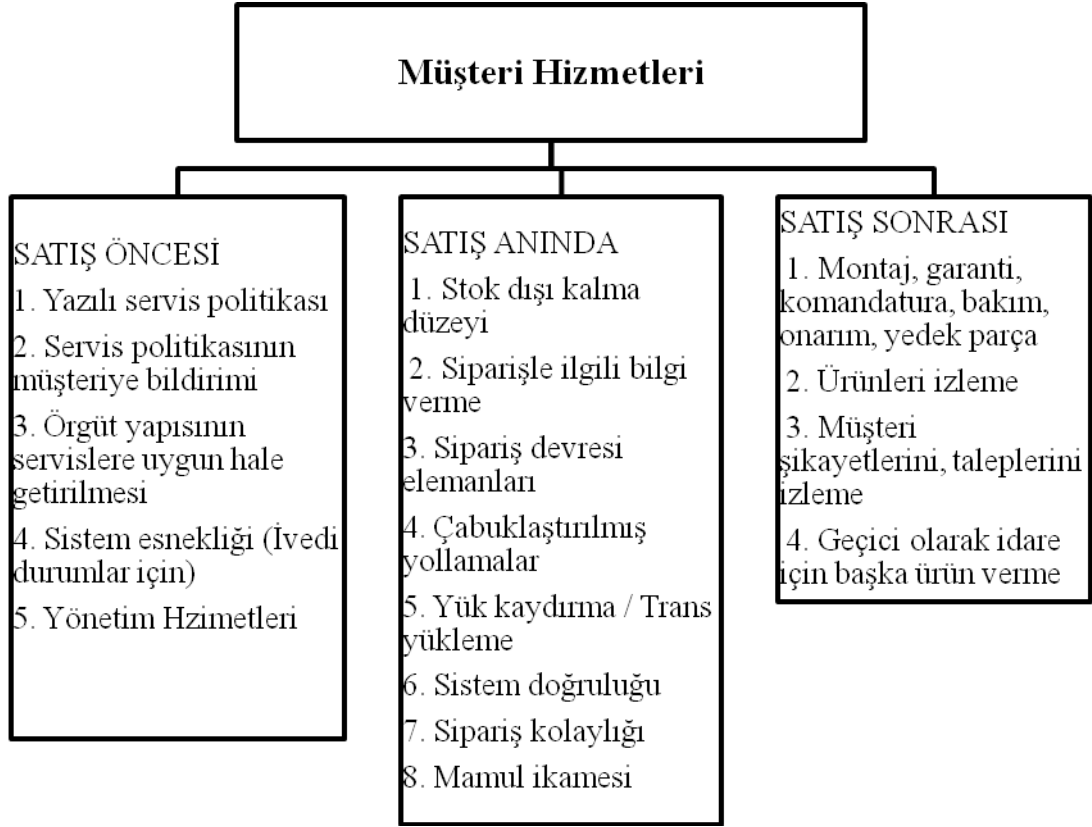 Müşteri Hizmetleri
SATIŞ ÖNCESİ
1. Yazılı servis politikası
2. Servis politikasının
müşteriye bildirimi
3. Örgüt yapısının
servislere uygun hale
getirilmesi
4. Sistem esnekliği (İvedi
durumlar için)
5. Yönetim Hzimetleri
SATIŞ ANINDA
1. Stok dışı kalma
düzeyi
2. Siparişle ilgili bilgi
verme
3. Sipariş devresi
elemanları
4. Çabuklaştırılmış
yollamalar
5. Yük kaydırma / Trans
yükleme
6. Sistem doğruluğu
7. Sipariş kolaylığı
8. Mamul ikamesi
SATIŞ SONRASI
1. Montaj, garanti,
komandatura, bakım,
onarım, yedek parça
2. Ürünleri izleme
3. Müşteri
şikayetlerini, taleplerini
izleme
4. Geçici olarak idare
için başka ürün verme